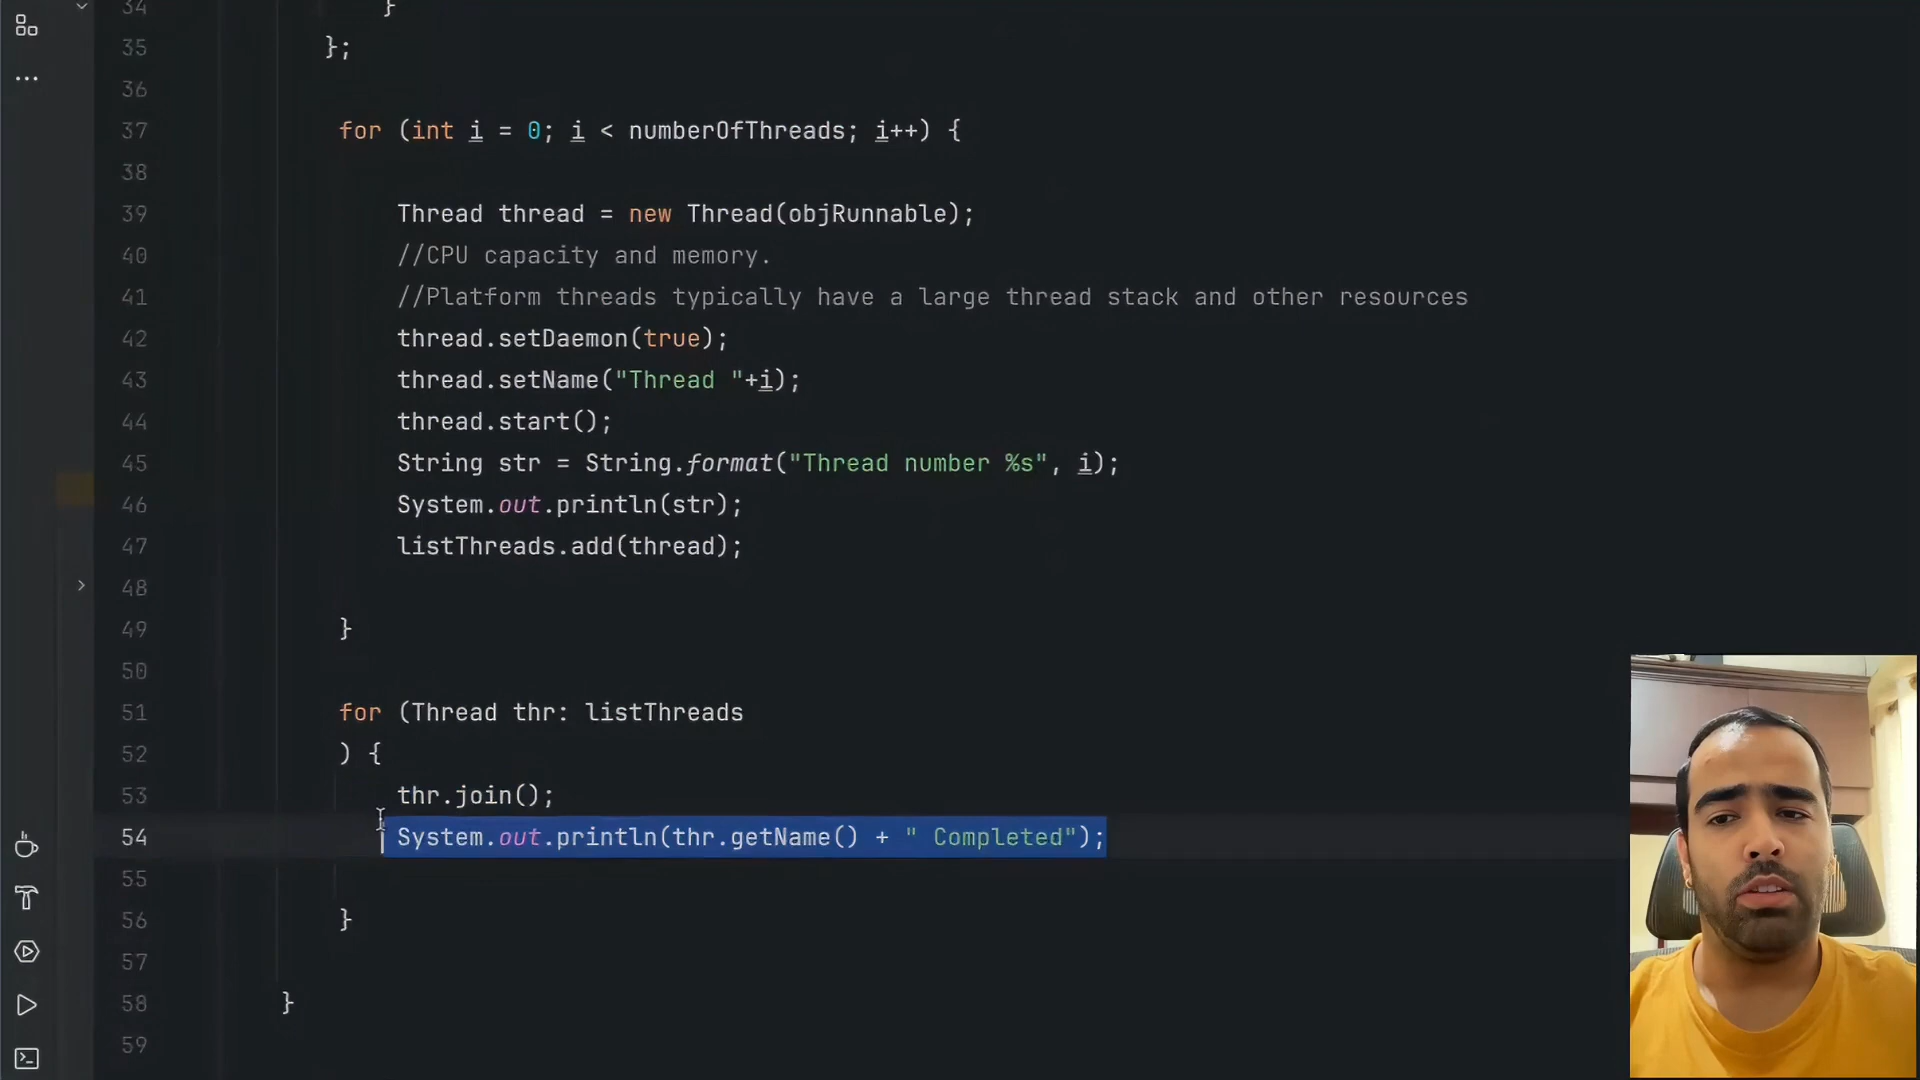 34 }
35 };
36
37 for (int i = 0; i < numberOfThreads; i++) {
38
39 Thread thread = new Thread(objRunnable);
40 //CPU capacity and memory.
41 //Platform threads typically have a large thread stack and other resources
42 thread.setDaemon(true);
43 thread.setName("Thread "+i);
44 thread.start();
45 String str = String.format("Thread number %s", i);
46 System.out.println(str);
47 listThreads.add(thread);
48
49 }
50
51 for (Thread thr: listThreads
52 ) {
53 thr.join();
54 System.out.println(thr.getName() + " Completed");
55
56 }
57
58 }
59